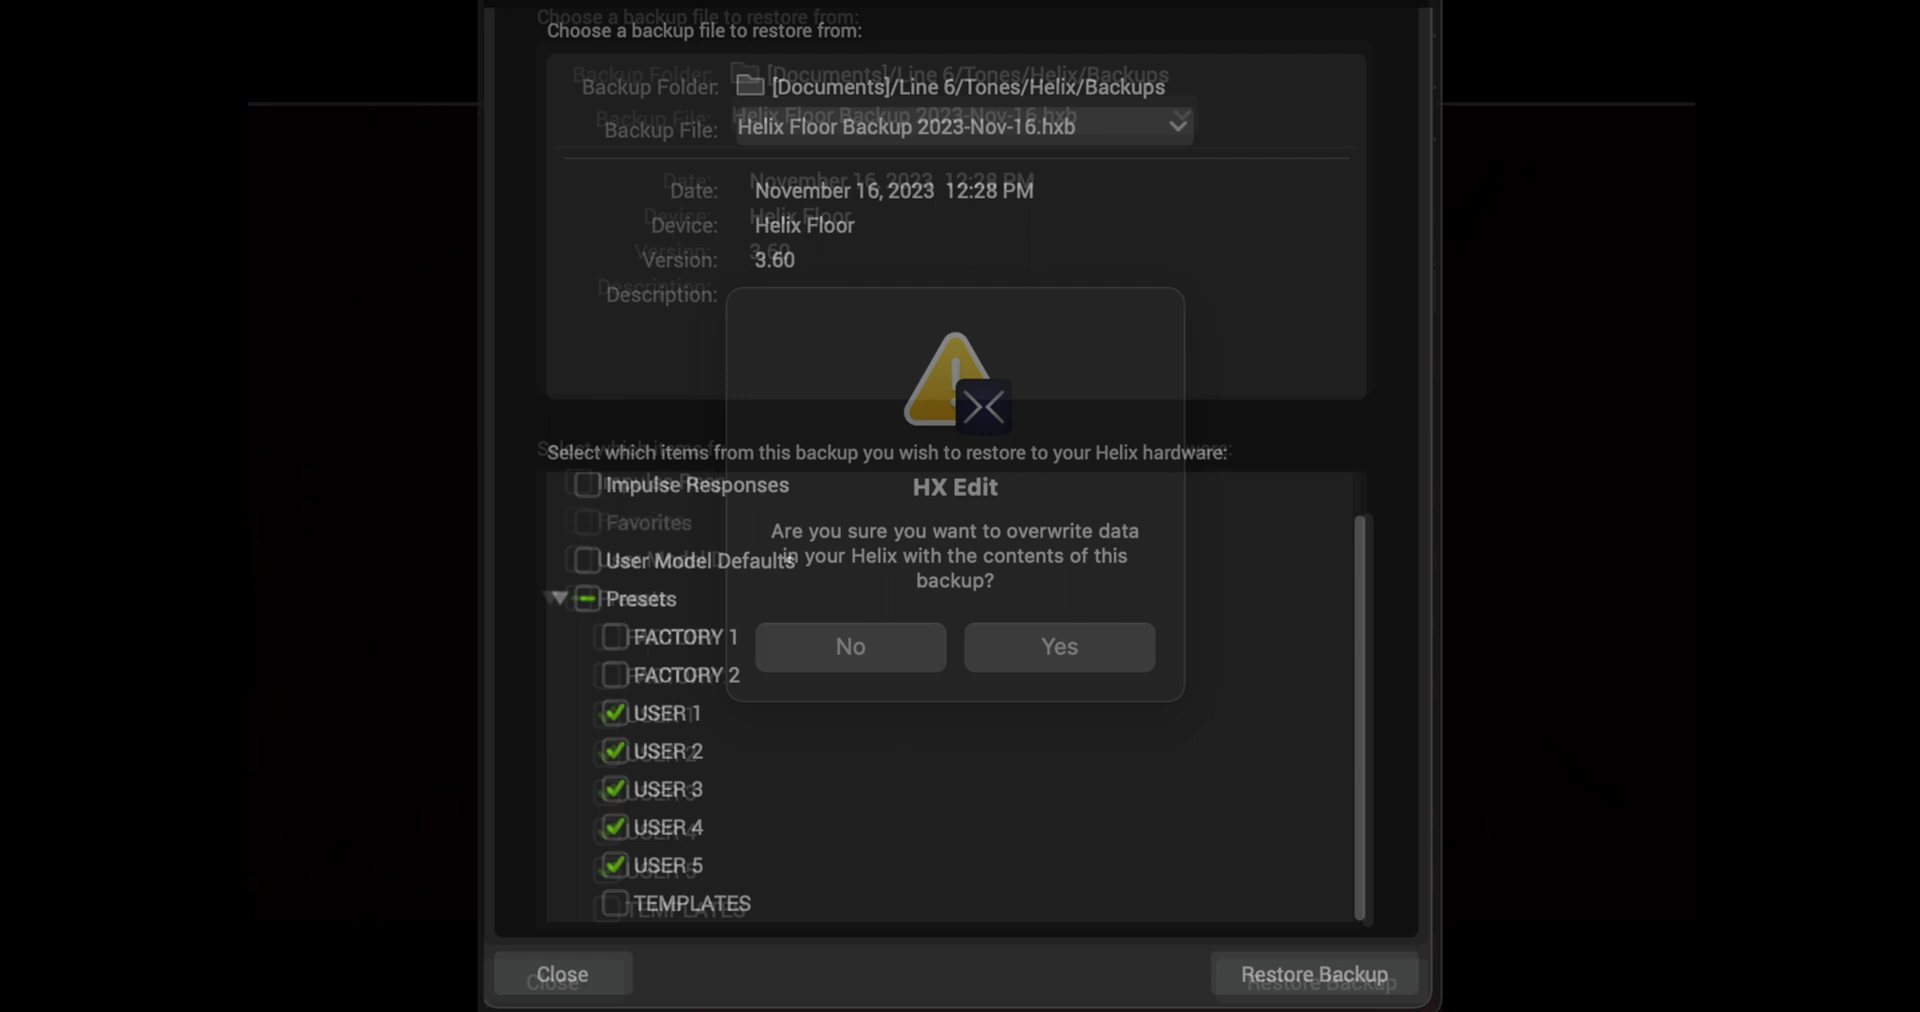 Choose a backup file to restore from:
Backup Folder: [Documents]/Line 6/Tones/Helix/Backups
Backup File: Helix Floor Backup 2023-Nov-16.hxb
Date: November 16, 2023 12:28 PM
Device: Helix Floor
Version: 3.60
Description:
Select which items from this backup you wish to restore to your Helix hardware:
Impulse Responses
Favorites
User Model Defaults
Presets
FACTORY 1
FACTORY 2
USER 1
USER 2
USER 3
USER 4
USER 5
TEMPLATES
HX Edit
Are you sure you want to overwrite data
in your Helix with the contents of this
backup?
No Yes
Close Restore Backup